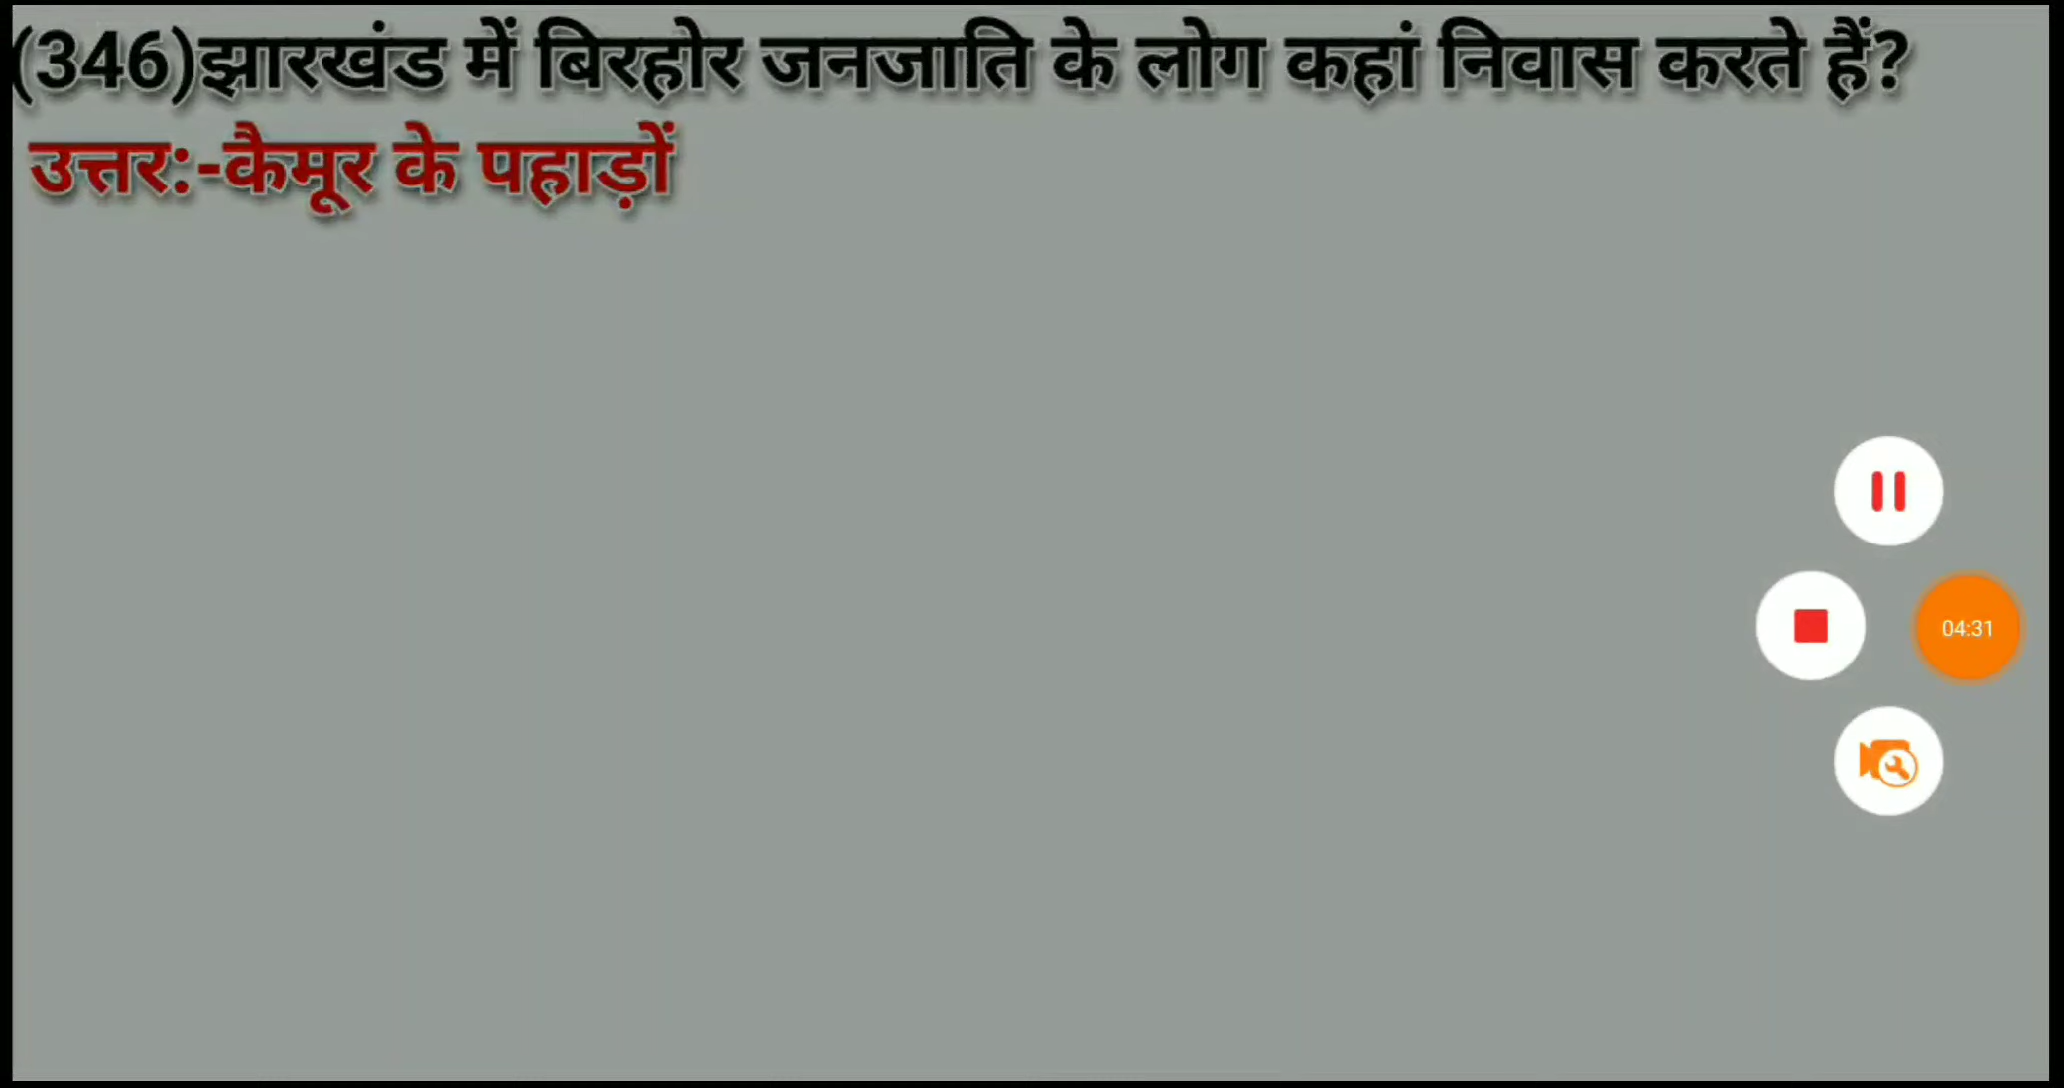 (346)झारखंड में बिरहोर जनजाति के लोग कहां निवास करते हैं?
उत्तर:-कैमूर के पहाड़ों
04:31